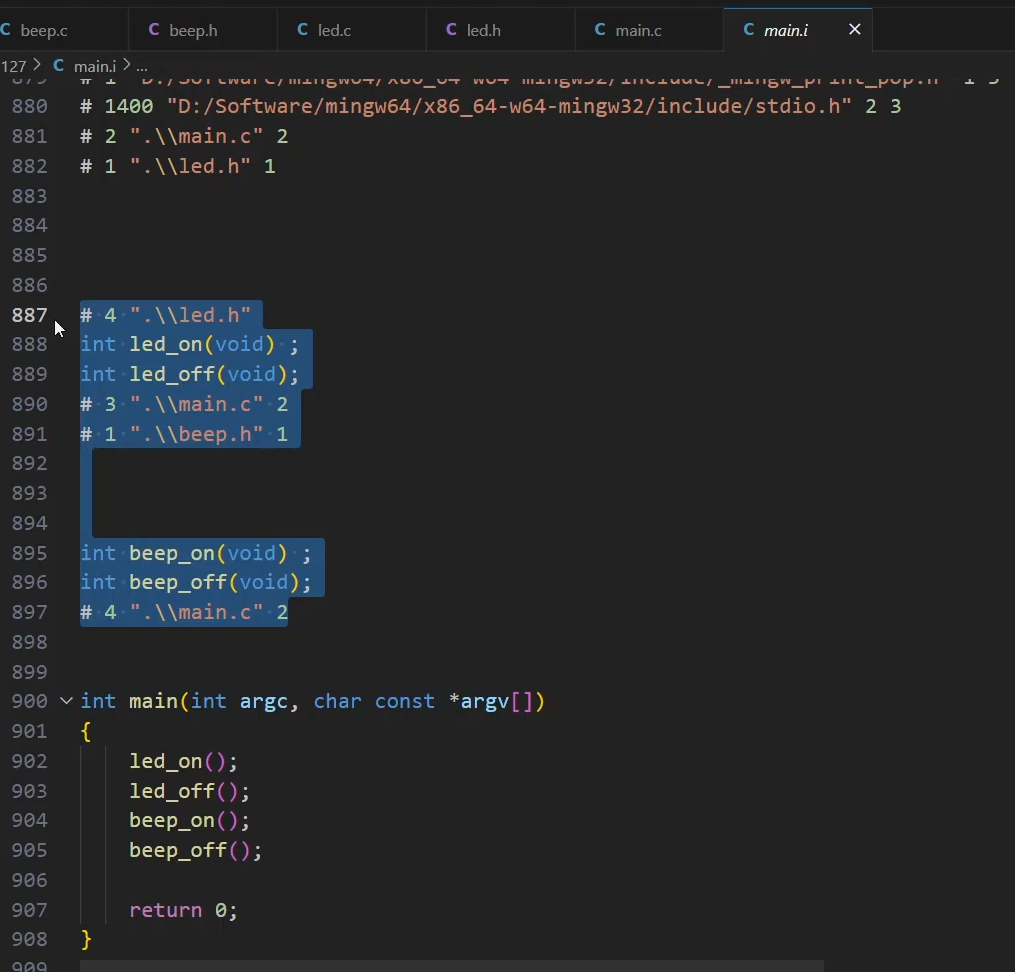 C beep.c C beep.h C led.c C led.h C main.c C main.i ×
127 > C main.i > ...
879 # 1 "D:/Software/mingw64/x86_64-w64-mingw32/include/_mingw_print_pop.h" 1 3
880 # 1400 "D:/Software/mingw64/x86_64-w64-mingw32/include/stdio.h" 2 3
881 # 2 ".\\main.c" 2
882 # 1 ".\\led.h" 1
883
884
885
886
887 # 4 ".\\led.h"
888 int led_on(void) ;
889 int led_off(void);
890 # 3 ".\\main.c" 2
891 # 1 ".\\beep.h" 1
892
893
894
895 int beep_on(void) ;
896 int beep_off(void);
897 # 4 ".\\main.c" 2
898
899
900 int main(int argc, char const *argv[])
901 {
902 led_on();
903 led_off();
904 beep_on();
905 beep_off();
906
907 return 0;
908 }
909